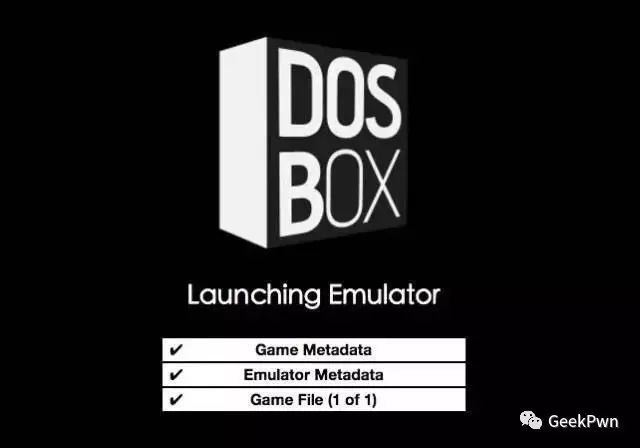 DOS
BOX
Launching Emulator
✔ Game Metadata
✔ Emulator Metadata
✔ Game File (1 of 1)
GeekPwn